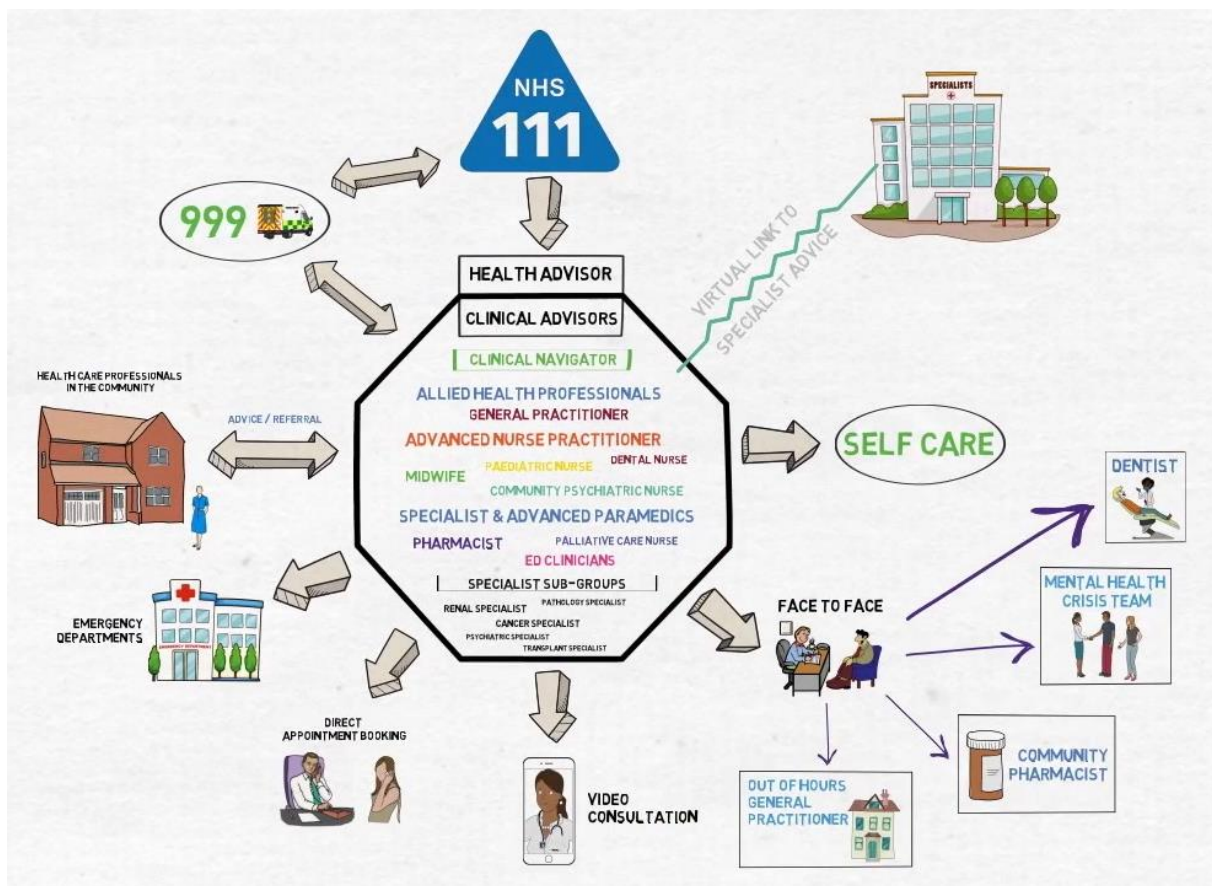 NHS
111
SPECIALISTS
999
VIRTUAL LINK TO
SPECIALIST ADVICE
HEALTH ADVISOR
CLINICAL ADVISORS
CLINICAL NAVIGATOR
ALLIED HEALTH PROFESSIONALS
GENERAL PRACTITIONER
ADVANCED NURSE PRACTITIONER
DENTAL NURSE
PAEDIATRIC NURSE
MIDWIFE
COMMUNITY PSYCHIATRIC NURSE
SPECIALIST & ADVANCED PARAMEDICS
PHARMACIST
PALLIATIVE CARE NURSE
ED CLINICIANS
SPECIALIST SUB-GROUPS
PATHOLOGY SPECIALIST
RENAL SPECIALIST
CANCER SPECIALIST
PSYCHIATRIC SPECIALIST
TRANSPLANT SPECIALIST
HEALTH CARE PROFESSIONALS
IN THE COMMUNITY
ADVICE / REFERRAL
SELF CARE
DENTIST
MENTAL HEALTH
CRISIS TEAM
FACE TO FACE
EMERGENCY
DEPARTMENTS
EMERGENCY DEPARTMENT
DIRECT
APPOINTMENT BOOKING
VIDEO
CONSULTATION
OUT OF HOURS
GENERAL
PRACTITIONER
COMMUNITY
PHARMACIST